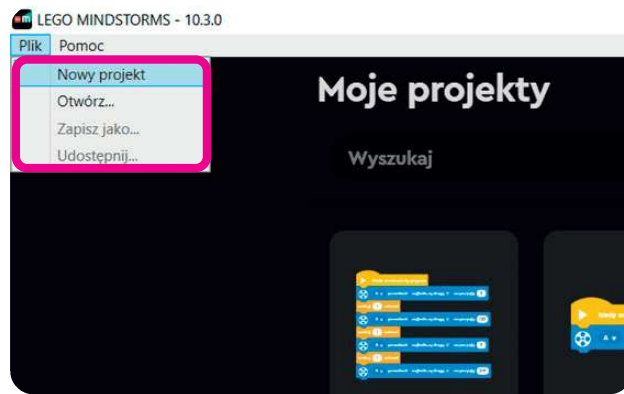 LEGO MINDSTORMS - 10.3.0
Plik Pomoc
Nowy projekt
Otwórz...
Zapisz jako...
Udostępnij...
Moje projekty
Wyszukaj